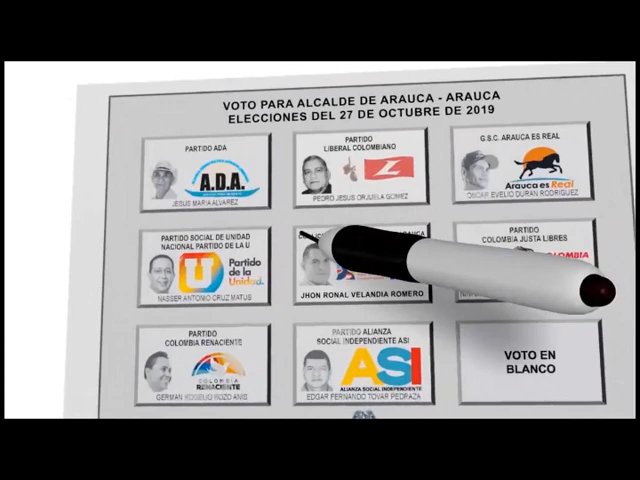 VOTO PARA ALCALDE DE ARAUCA - ARAUCA
ELECCIONES DEL 27 DE OCTUBRE DE 2019
PARTIDO ADA
A.D.A.
JESUS MARIA ALVAREZ
PARTIDO
LIBERAL COLOMBIANO
L
PEDRO JESUS ORJUELA GOMEZ
G.S.C. ARAUCA ES REAL
Arauca es Real
OSCAR EVELIO DURAN RODRIGUEZ
PARTIDO SOCIAL DE UNIDAD
NACIONAL PARTIDO DE LA U
U Partido
de la
Unidad.
NASSER ANTONIO CRUZ MATUS
JHON RONAL VELANDIA ROMERO
PARTIDO
COLOMBIA JUSTA LIBRES
PARTIDO
COLOMBIA RENACIENTE
COLOMBIA
RENACIENTE
GERMAN ROGELIO ROZO ANIS
PARTIDO ALIANZA
SOCIAL INDEPENDIENTE ASI
ASI
ALIANZA SOCIAL INDEPENDIENTE
EDGAR FERNANDO TOVAR PEDRAZA
VOTO EN
BLANCO